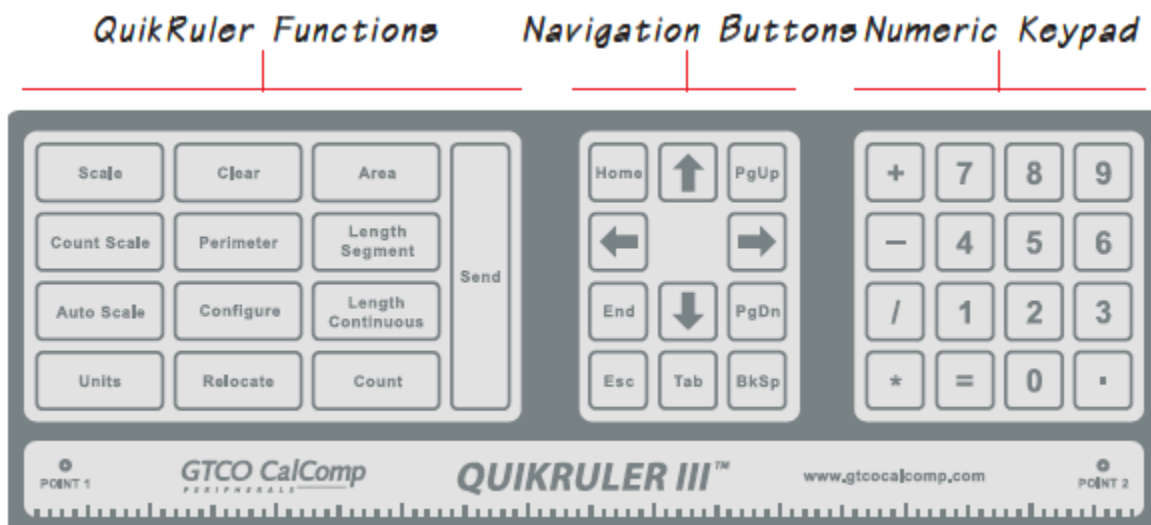 QuikRuler Functions Navigation Buttons Numeric Keypad
Scale Clear Area
Count Scale Perimeter Length Segment
Auto Scale Configure Length Continuous
Units Relocate Count
Send
Home PgUp
End PgDn
Esc Tab BkSp
+ 7 8 9
− 4 5 6
/ 1 2 3
* = 0 .
POINT 1 GTCO CalComp PERIPHERALS QUIKRULER III™ www.gtcocalcomp.com POINT 2